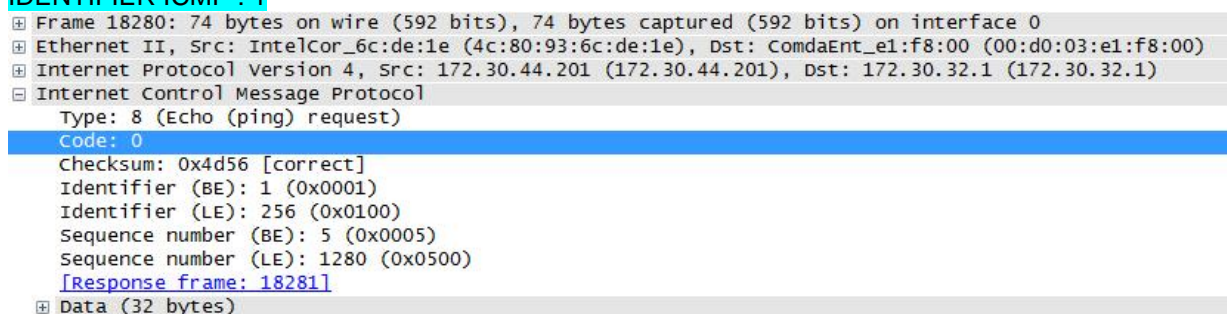 IDENTIFIER ICMP : 1
Frame 18280: 74 bytes on wire (592 bits), 74 bytes captured (592 bits) on interface 0
Ethernet II, Src: IntelCor_6c:de:1e (4c:80:93:6c:de:1e), Dst: ComdaEnt_e1:f8:00 (00:d0:03:e1:f8:00)
Internet Protocol Version 4, Src: 172.30.44.201 (172.30.44.201), Dst: 172.30.32.1 (172.30.32.1)
Internet Control Message Protocol
Type: 8 (Echo (ping) request)
Code: 0
Checksum: 0x4d56 [correct]
Identifier (BE): 1 (0x0001)
Identifier (LE): 256 (0x0100)
Sequence number (BE): 5 (0x0005)
Sequence number (LE): 1280 (0x0500)
[Response frame: 18281]
Data (32 bytes)